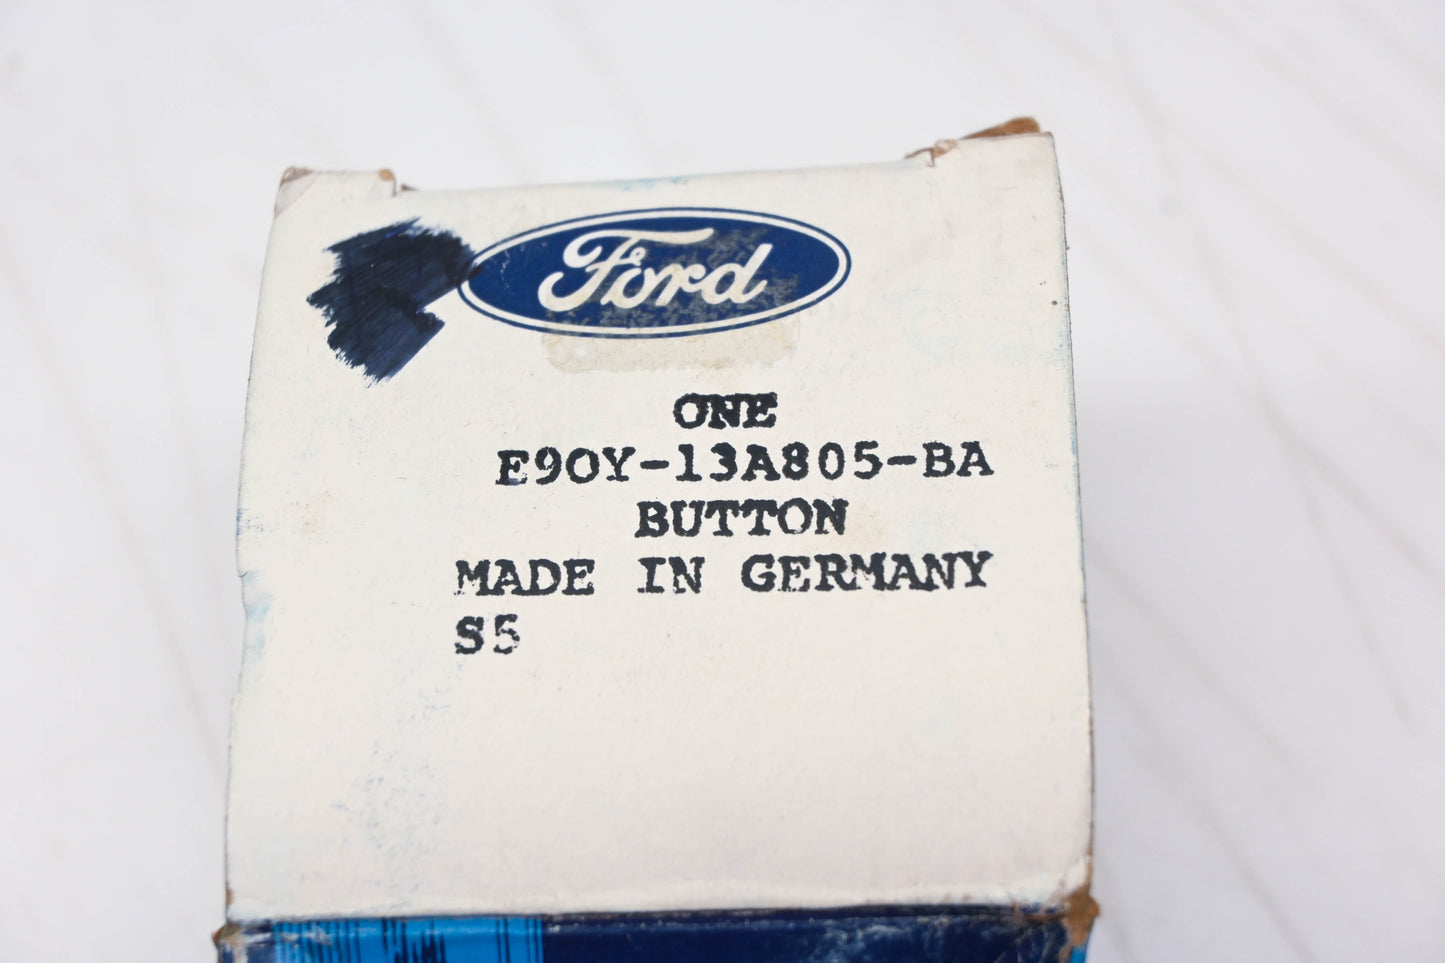 Ford
ONE
E9OY-13A805-BA
BUTTON
MADE IN GERMANY
S5